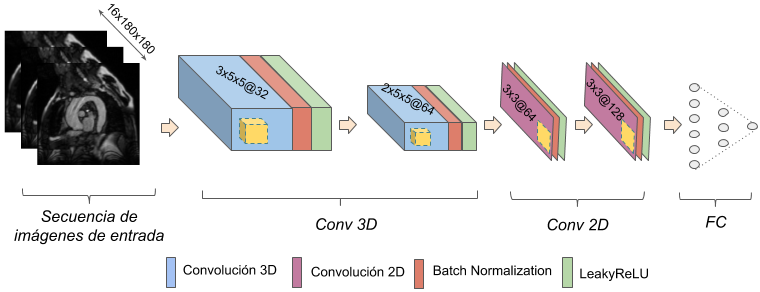 16x180x180
3x5x5@32
2x5x5@64
3x3@64
3x3@128
Secuencia de
imágenes de entrada
Conv 3D
Conv 2D
FC
Convolución 3D
Convolución 2D
Batch Normalization
LeakyReLU